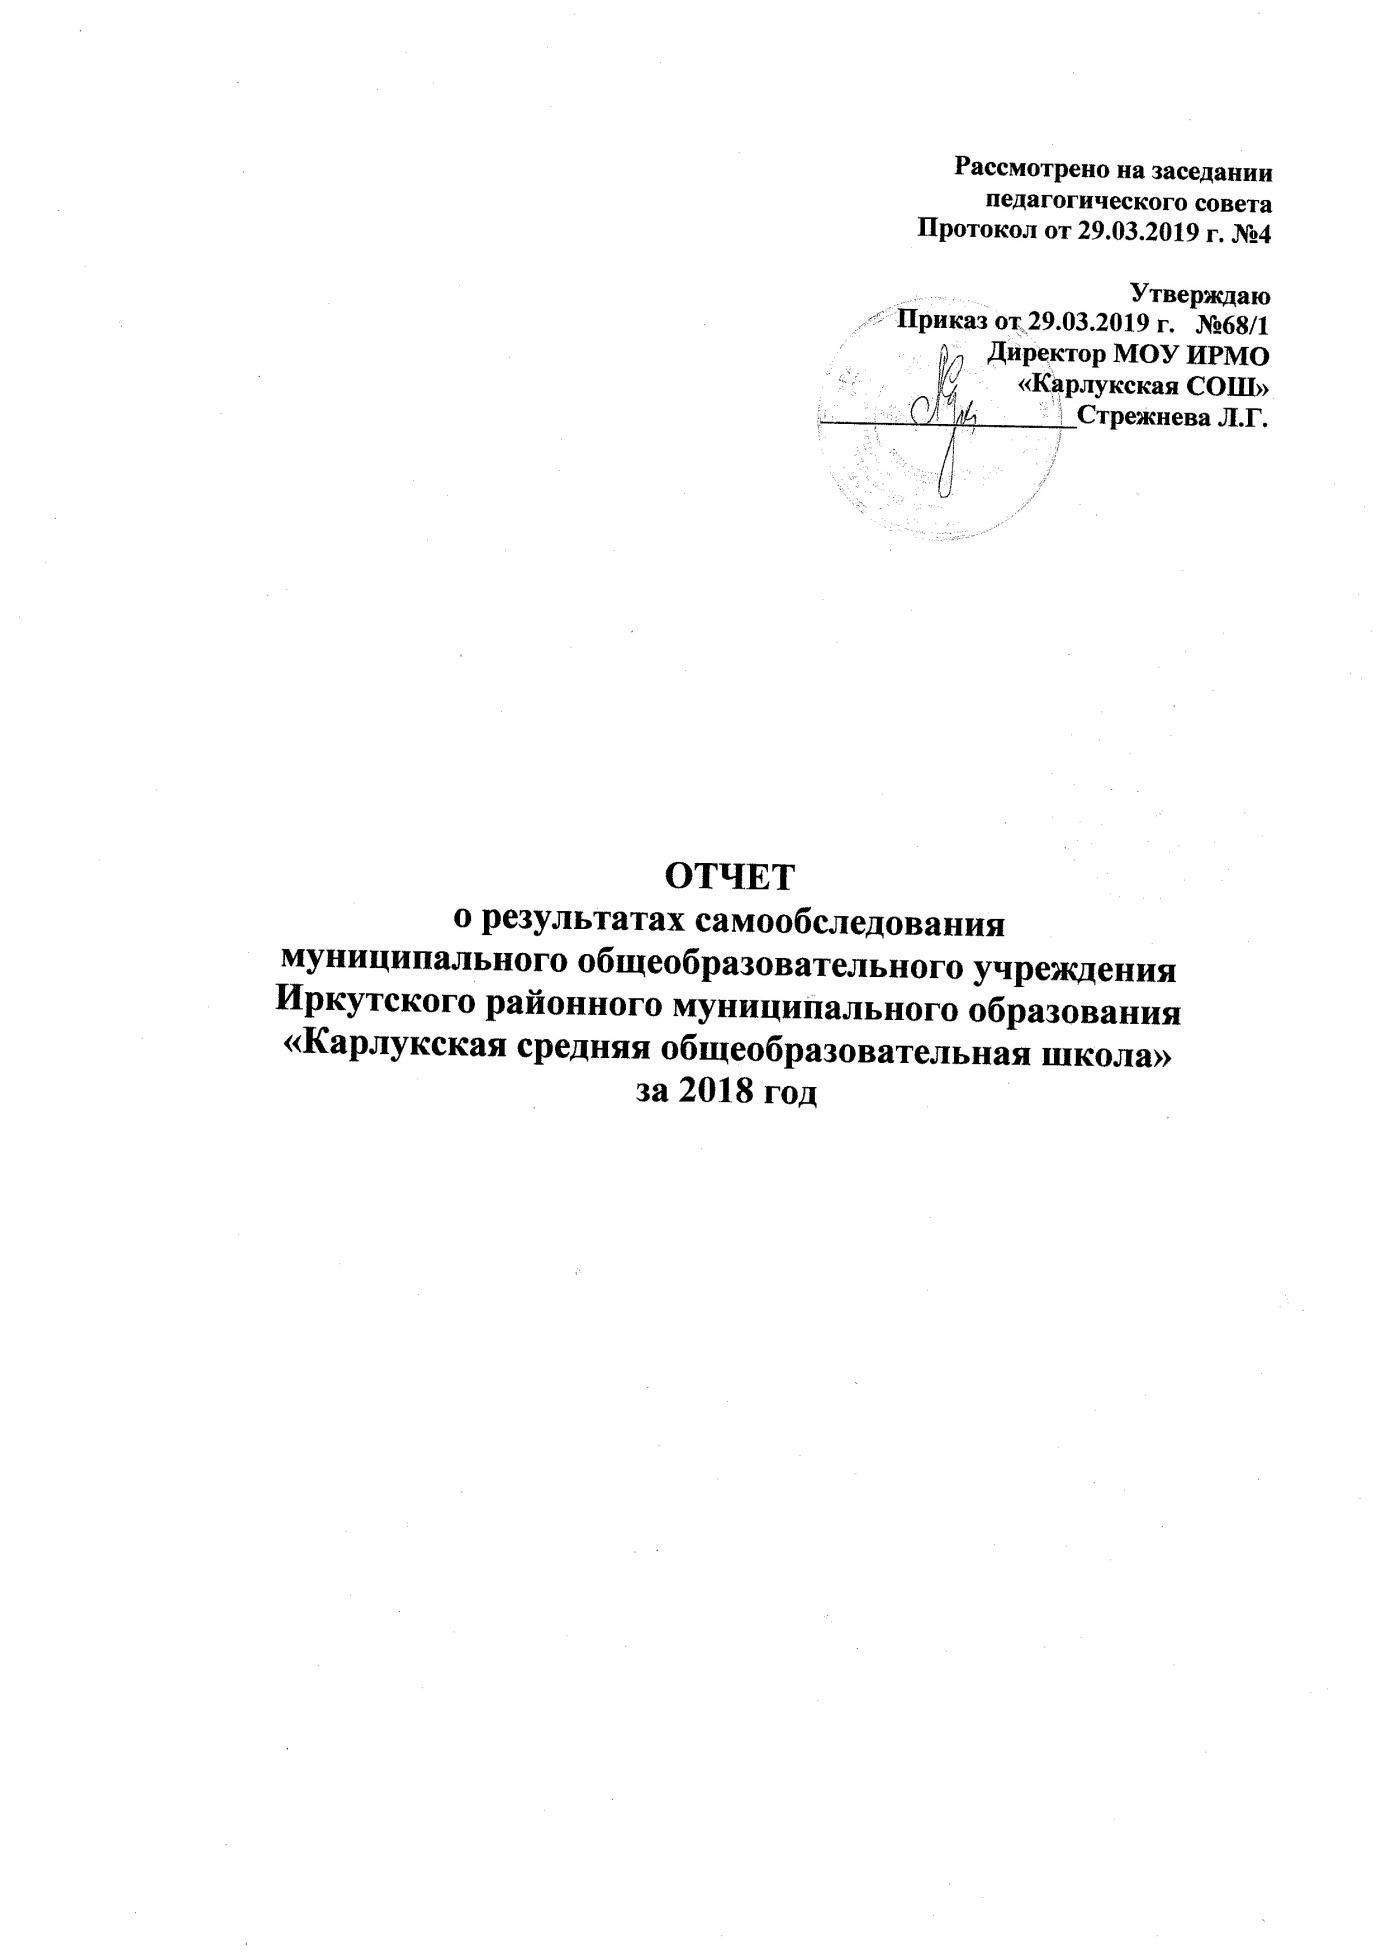 Рассмотрено на заседании
педагогического совета
Протокол от 29.03.2019 г. №4
Утверждаю
Приказ от 29.03.2019 г. №68/1
Директор МОУ ИРМО
«Карлукская СОШ»
Стрежнева Л.Г.
ОТЧЕТ
о результатах самообследования
муниципального общеобразовательного учреждения
Иркутского районного муниципального образования
«Карлукская средняя общеобразовательная школа»
за 2018 год